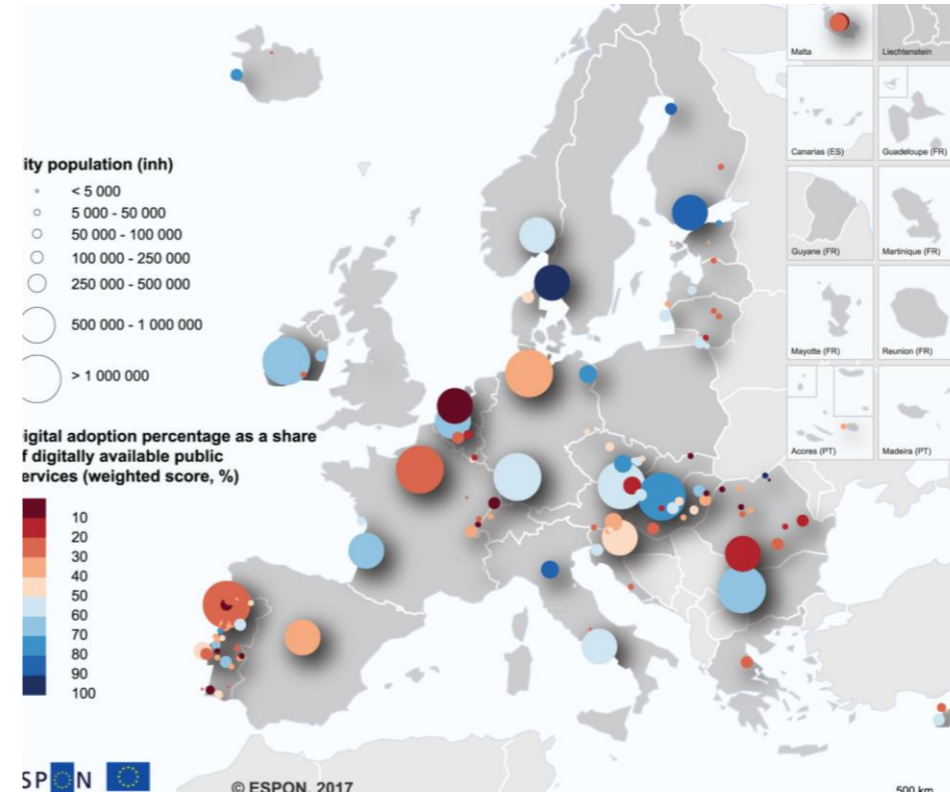 ity population (inh)
< 5 000
5 000 - 50 000
50 000 - 100 000
100 000 - 250 000
250 000 - 500 000
500 000 - 1 000 000
> 1 000 000
igital adoption percentage as a share
f digitally available public
ervices (weighted score, %)
10
20
30
40
50
60
70
80
90
100
Malta
Liechtenstein
Canarias (ES)
Guadeloupe (FR)
Guyane (FR)
Martinique (FR)
Mayotte (FR)
Reunion (FR)
Acores (PT)
Madeira (PT)
SPON
© ESPON, 2017
500 km